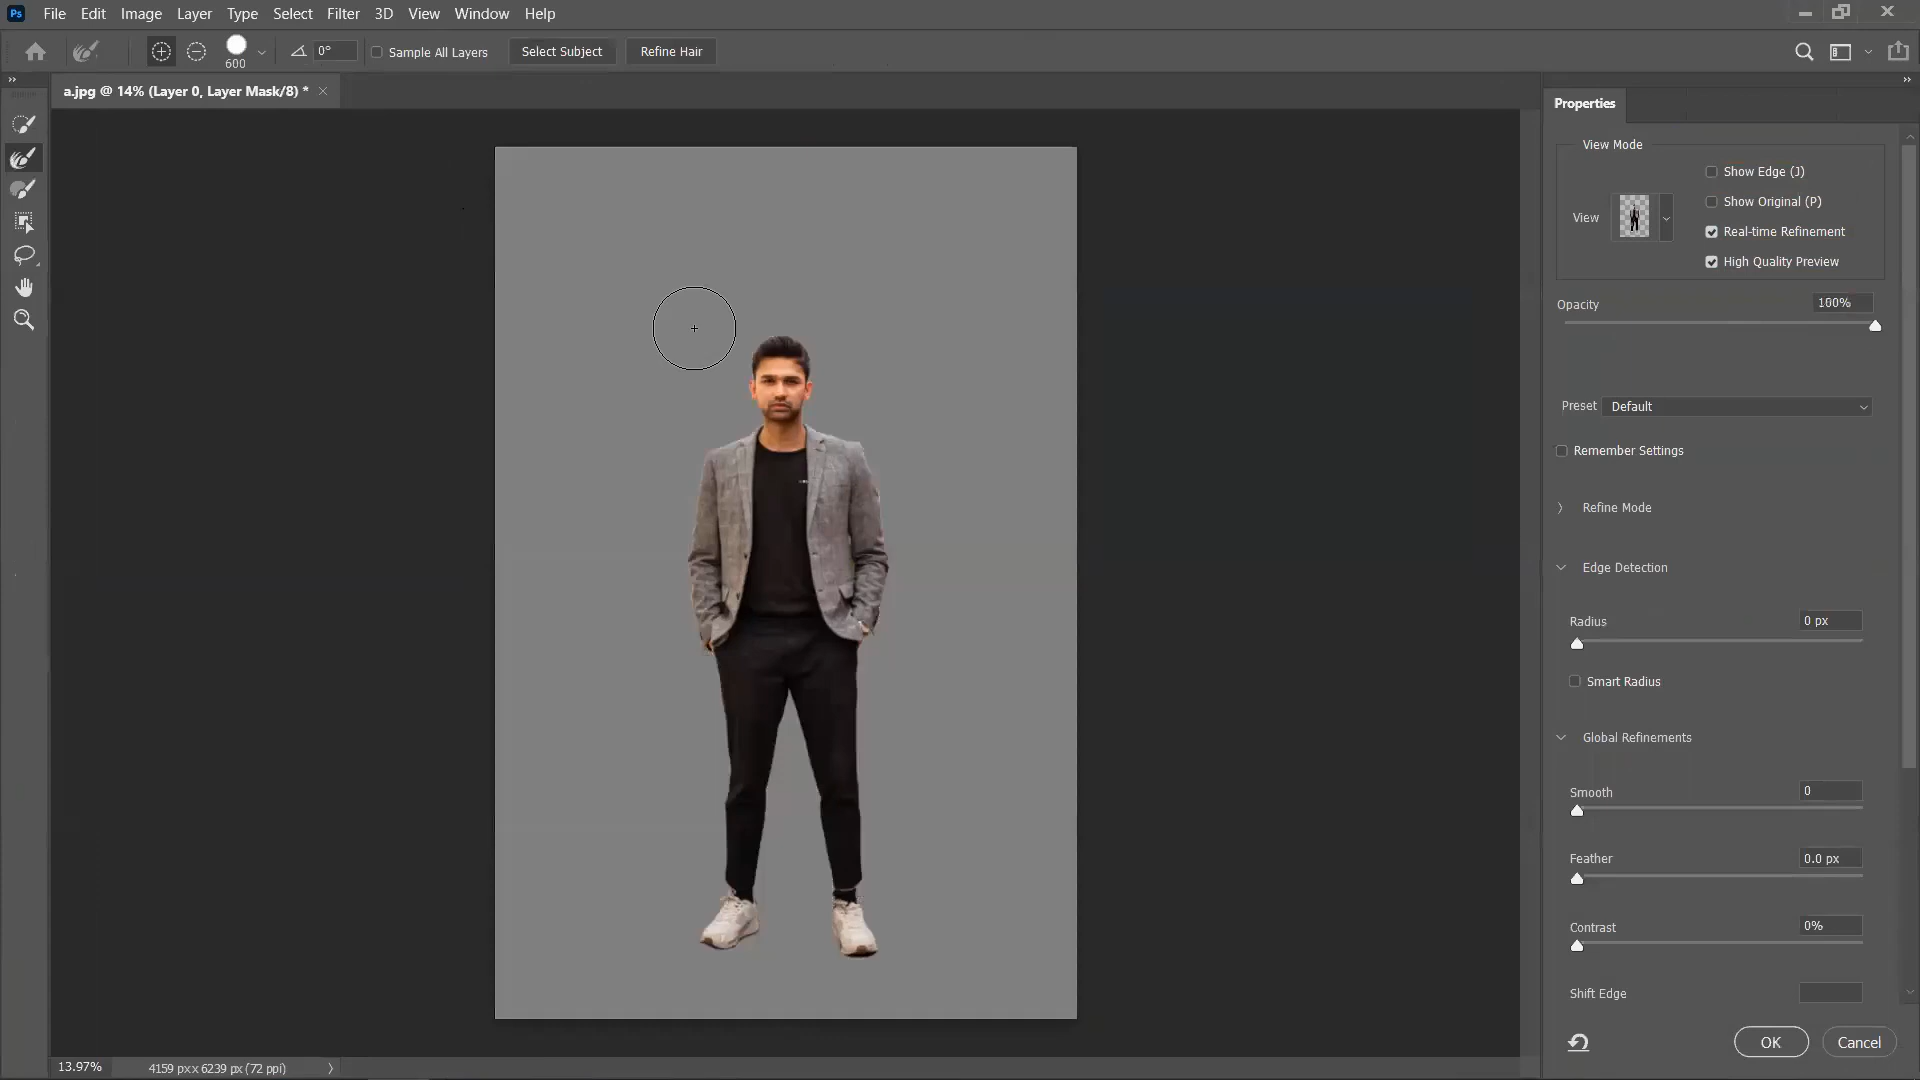 Ps File Edit Image Layer Type Select Filter 3D View Window Help
600 0° Sample All Layers Select Subject Refine Hair
a.jpg @ 14% (Layer 0, Layer Mask/8) *
Properties
View Mode
Show Edge (J)
Show Original (P)
View
Real-time Refinement
High Quality Preview
Opacity 100%
Preset Default
Remember Settings
Refine Mode
Edge Detection
Radius 0 px
Smart Radius
Global Refinements
Smooth 0
Feather 0.0 px
Contrast 0%
Shift Edge
OK Cancel
13.97% 4159 px x 6239 px (72 ppi)